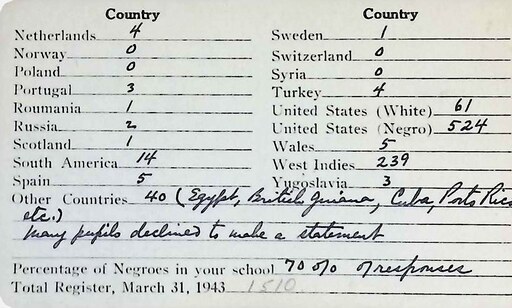 Country Country
Netherlands 4 Sweden 1
Norway 0 Switzerland 0
Poland 0 Syria 0
Portugal 3 Turkey 4
Roumania 1 United States (White) 61
Russia 2 United States (Negro) 524
Scotland 1 Wales 5
South America 14 West Indies 239
Spain 5 Yugoslavia 3
Other Countries 40 (Egypt, British Guiana, Cuba, Porto Rico
etc.)
Many pupils declined to make a statement
Percentage of Negroes in your school 70% of responses
Total Register, March 31, 1943 1510